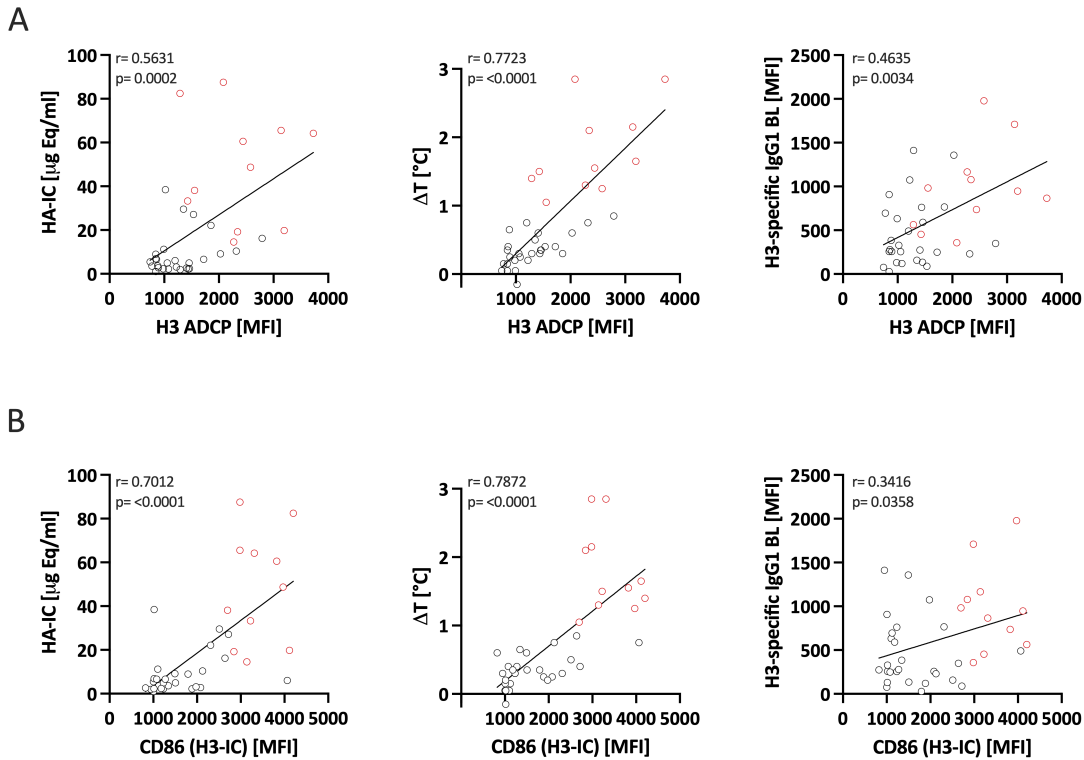 A
r= 0.5631
p= 0.0002
HA-IC [µg Eq/ml]
100
80
60
40
20
0
0 1000 2000 3000 4000
H3 ADCP [MFI]
r= 0.7723
p= <0.0001
ΔT [°C]
3
2
1
0
0 1000 2000 3000 4000
H3 ADCP [MFI]
r= 0.4635
p= 0.0034
H3-specific IgG1 BL [MFI]
2500
2000
1500
1000
500
0
0 1000 2000 3000 4000
H3 ADCP [MFI]
B
r= 0.7012
p= <0.0001
HA-IC [µg Eq/ml]
100
80
60
40
20
0
0 1000 2000 3000 4000 5000
CD86 (H3-IC) [MFI]
r= 0.7872
p= <0.0001
ΔT [°C]
3
2
1
0
1000 2000 3000 4000 5000
CD86 (H3-IC) [MFI]
r= 0.3416
p= 0.0358
H3-specific IgG1 BL [MFI]
2500
2000
1500
1000
500
0
0 1000 2000 3000 4000 5000
CD86 (H3-IC) [MFI]